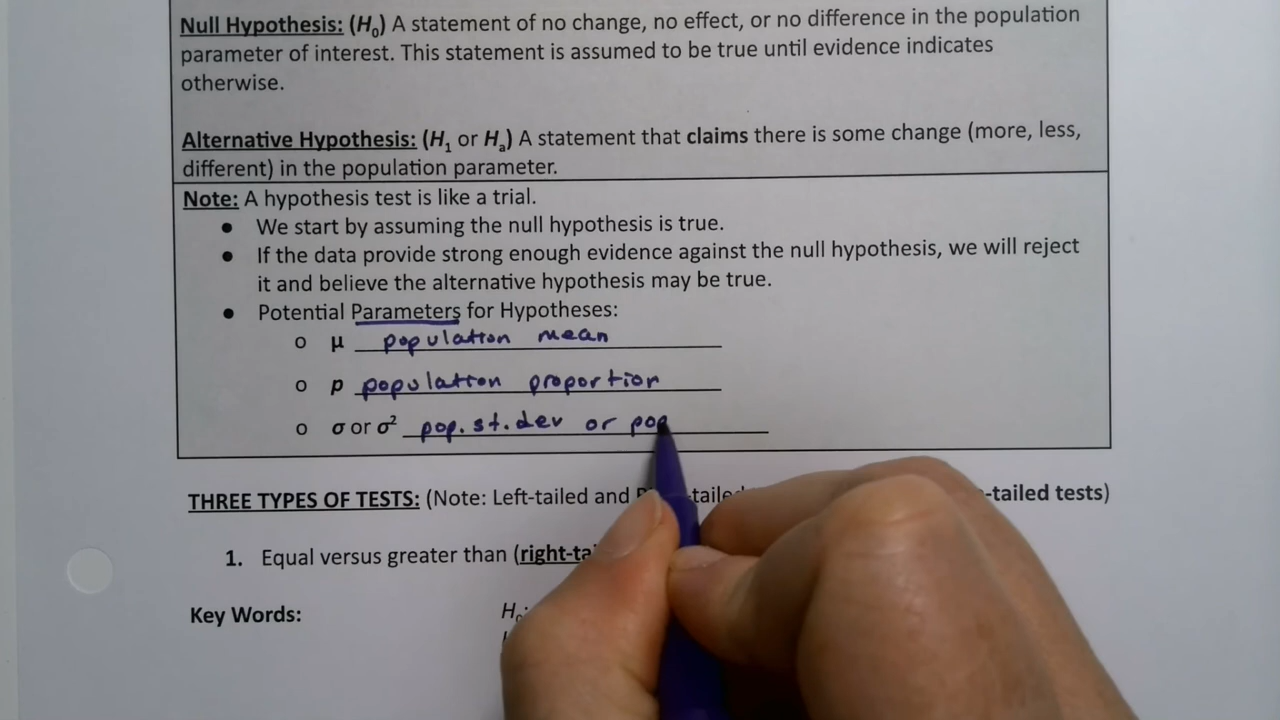 Null Hypothesis: (H₀) A statement of no change, no effect, or no difference in the population
parameter of interest. This statement is assumed to be true until evidence indicates
otherwise.
Alternative Hypothesis: (H₁ or Hₐ) A statement that claims there is some change (more, less,
different) in the population parameter.
Note: A hypothesis test is like a trial.
● We start by assuming the null hypothesis is true.
● If the data provide strong enough evidence against the null hypothesis, we will reject
it and believe the alternative hypothesis may be true.
● Potential Parameters for Hypotheses:
o μ population mean
o p population proportion
o σ or σ² pop. st. dev or pop
THREE TYPES OF TESTS: (Note: Left-tailed and -tailed tests)
1. Equal versus greater than (right-ta
Key Words: H₀: